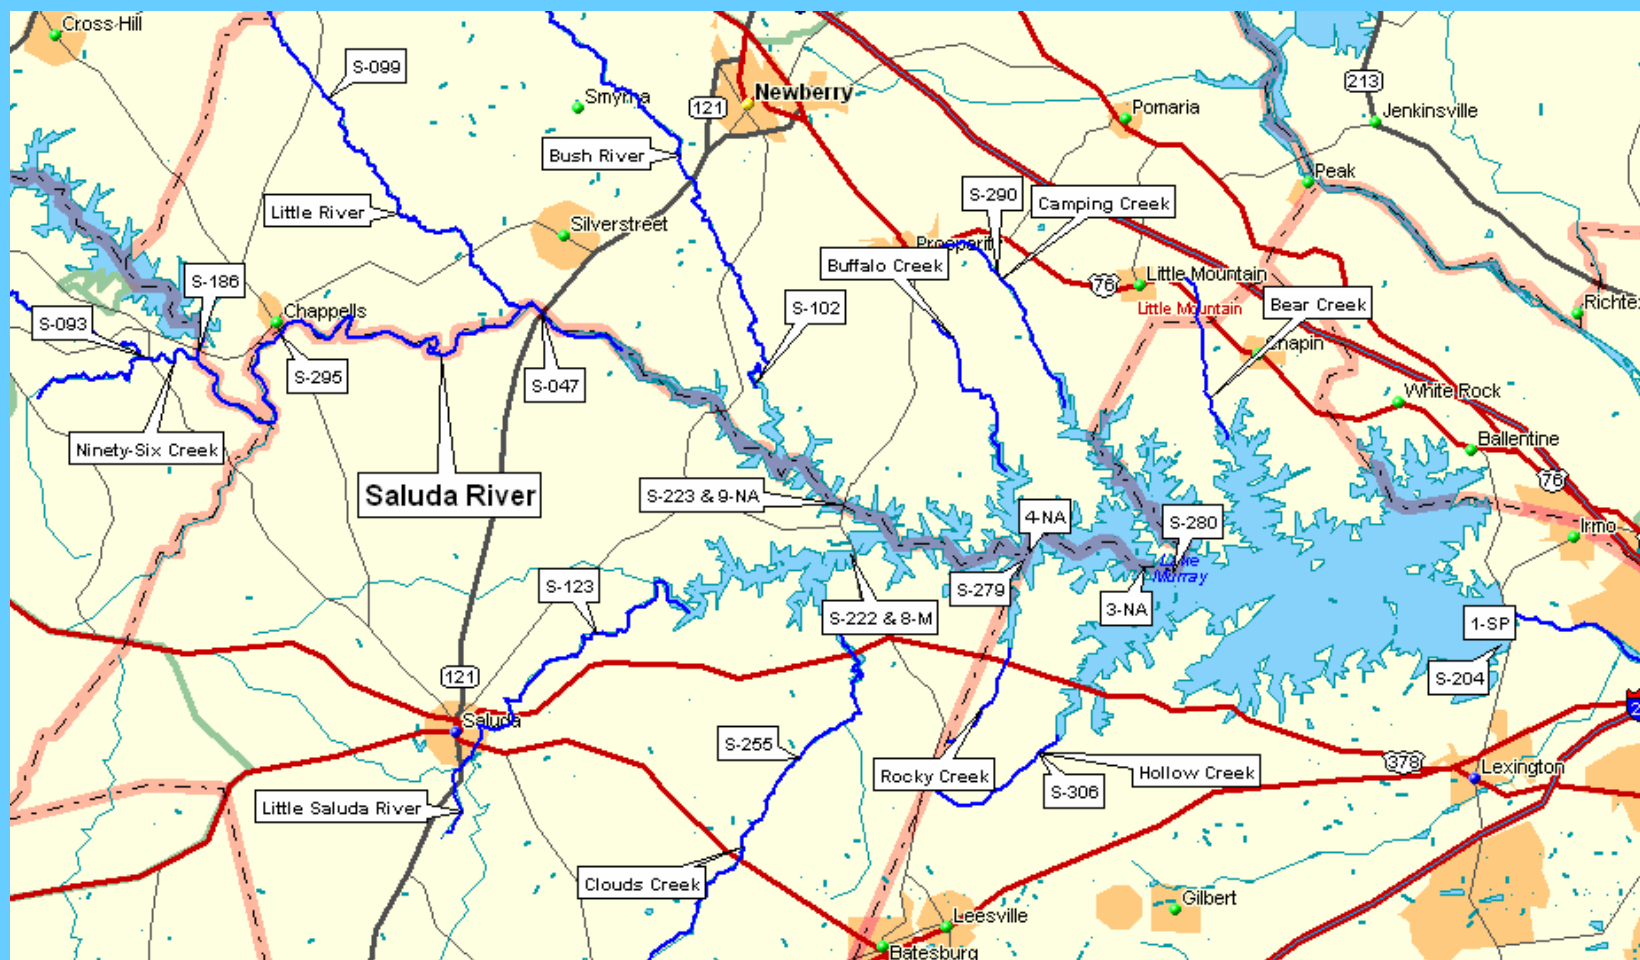 Cross Hill
S-099
Smyrna
121
Newberry
213
Pomaria
Jenkinsville
Bush River
Peak
S-290
Camping Creek
Little River
Silverstreet
Prosperity
Buffalo Creek
76
Little Mountain
Little Mountain
Bear Creek
S-186
S-093
Chappells
S-102
Chapin
S-295
S-047
White Rock
Ballentine
Ninety-Six Creek
Saluda River
S-223 & 9-NA
4-NA
S-280
76
Irmo
Lake
Murray
S-279
3-NA
S-123
S-222 & 8-M
1-SP
S-204
121
Saluda
S-255
Rocky Creek
S-306
Hollow Creek
378
Lexington
Little Saluda River
Clouds Creek
Gilbert
Leesville
Batesburg